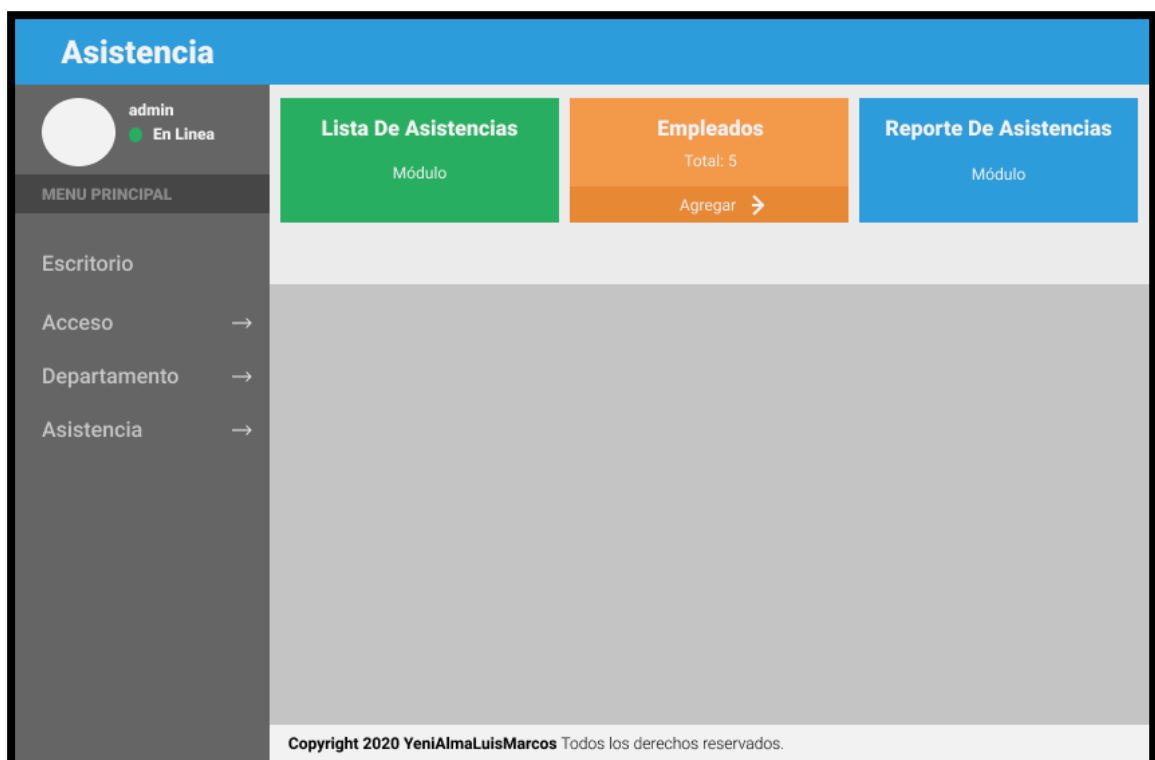 Asistencia
admin
En Linea
MENU PRINCIPAL
Escritorio
Acceso
Departamento
Asistencia
Lista De Asistencias
Módulo
Empleados
Total: 5
Agregar
Reporte De Asistencias
Módulo
Copyright 2020 YeniAlmaLuisMarcos Todos los derechos reservados.